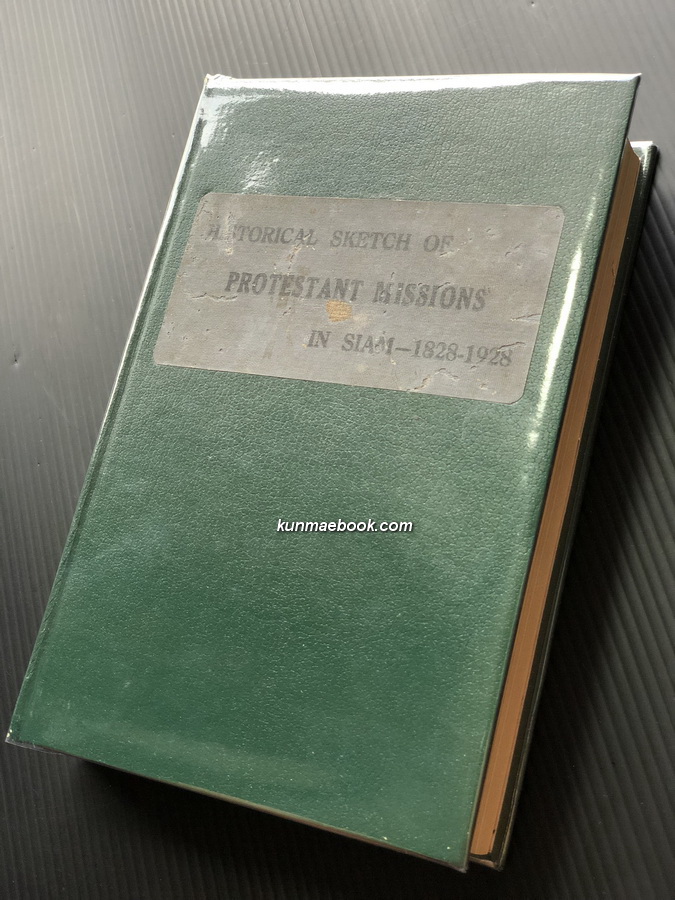 HISTORICAL SKETCH OF
PROTESTANT MISSIONS
IN SIAM—1828-1928
kunmaebook.com